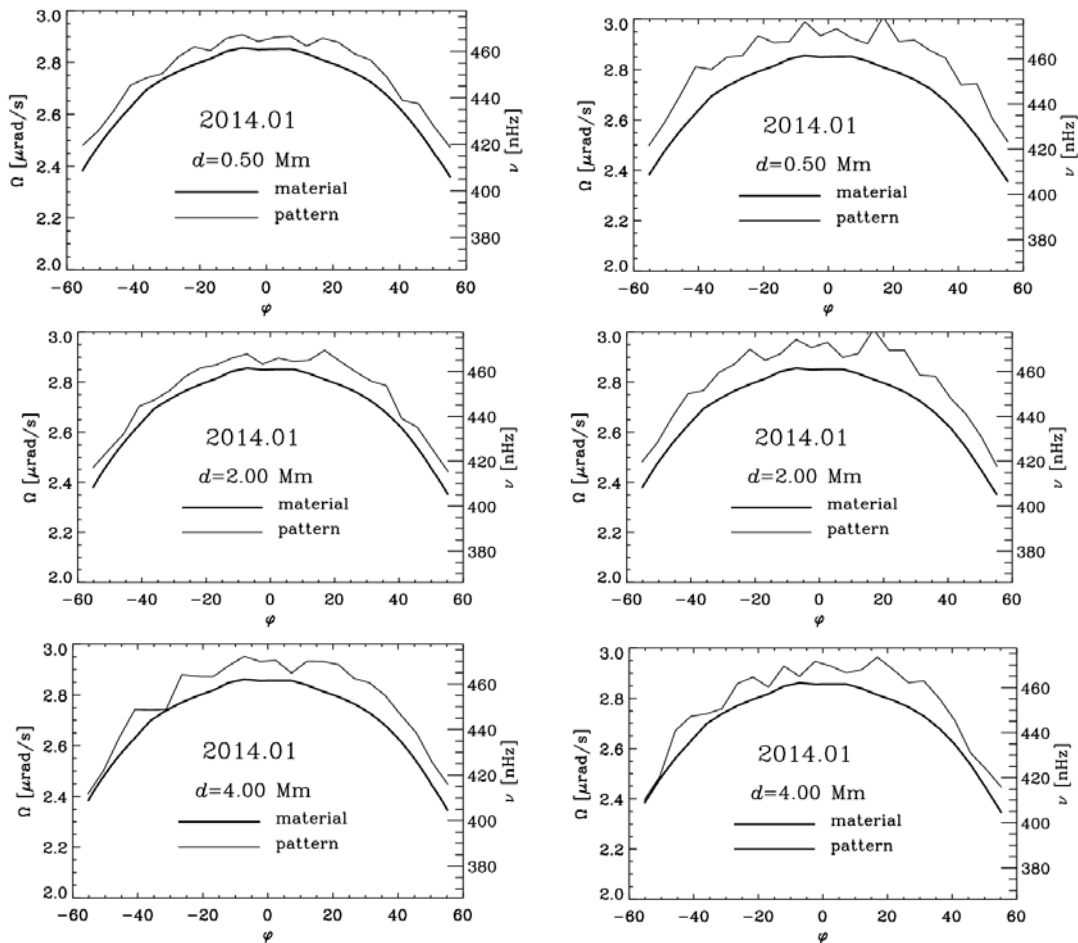 3.0
2.8
2.6
2.4
2.2
2.0
Ω [μrad/s]
460
440
420
400
380
ν [nHz]
2014.01
d=0.50 Mm
material
pattern
−60 −40 −20 0 20 40 60
φ
3.0
2.8
2.6
2.4
2.2
2.0
Ω [μrad/s]
460
440
420
400
380
ν [nHz]
2014.01
d=0.50 Mm
material
pattern
−60 −40 −20 0 20 40 60
φ
3.0
2.8
2.6
2.4
2.2
2.0
Ω [μrad/s]
460
440
420
400
380
ν [nHz]
2014.01
d=2.00 Mm
material
pattern
−60 −40 −20 0 20 40 60
φ
3.0
2.8
2.6
2.4
2.2
2.0
Ω [μrad/s]
460
440
420
400
380
ν [nHz]
2014.01
d=2.00 Mm
material
pattern
−60 −40 −20 0 20 40 60
φ
3.0
2.8
2.6
2.4
2.2
2.0
Ω [μrad/s]
460
440
420
400
380
ν [nHz]
2014.01
d=4.00 Mm
material
pattern
−60 −40 −20 0 20 40 60
φ
3.0
2.8
2.6
2.4
2.2
2.0
Ω [μrad/s]
460
440
420
400
380
ν [nHz]
2014.01
d=4.00 Mm
material
pattern
−60 −40 −20 0 20 40 60
φ